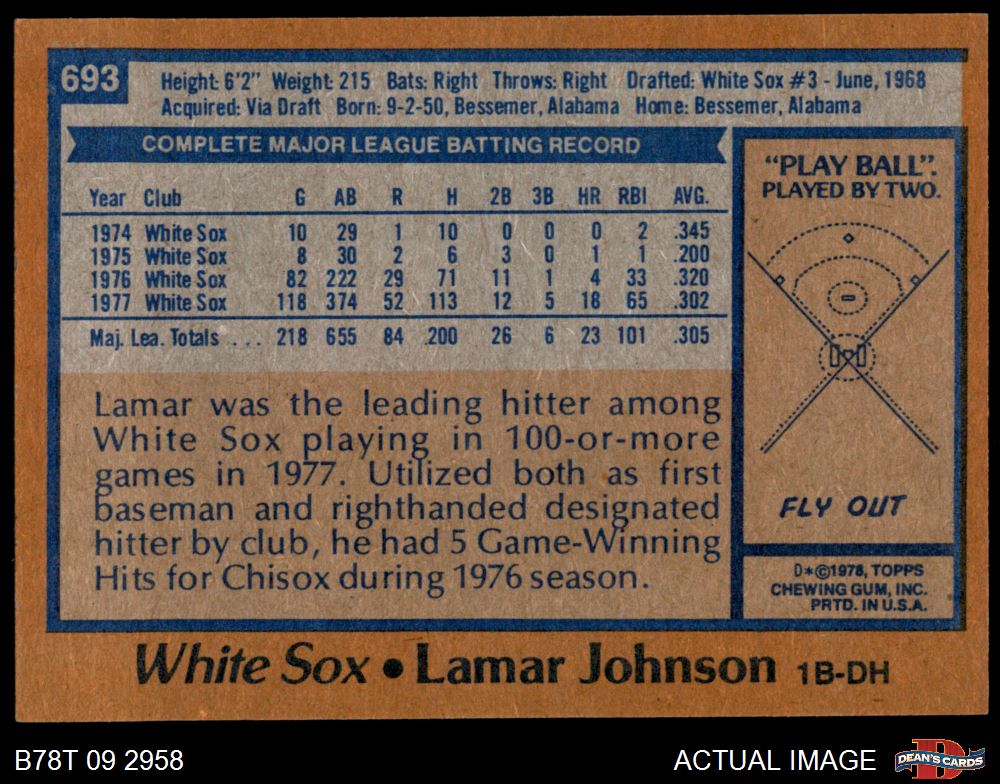 693
Height: 6'2" Weight: 215 Bats: Right Throws: Right Drafted: White Sox #3 - June, 1968
Acquired: Via Draft Born: 9-2-50, Bessemer, Alabama Home: Bessemer, Alabama
COMPLETE MAJOR LEAGUE BATTING RECORD
Year Club G AB R H 2B 3B HR RBI AVG.
1974 White Sox 10 29 1 10 0 0 0 2 .345
1975 White Sox 8 30 2 6 3 0 1 1 .200
1976 White Sox 82 222 29 71 11 1 4 33 .320
1977 White Sox 118 374 52 113 12 5 18 65 .302
Maj. Lea. Totals . . . 218 655 84 200 26 6 23 101 .305
Lamar was the leading hitter among
White Sox playing in 100-or-more
games in 1977. Utilized both as first
baseman and righthanded designated
hitter by club, he had 5 Game-Winning
Hits for Chisox during 1976 season.
"PLAY BALL".
PLAYED BY TWO.
FLY OUT
D*©1978, TOPPS
CHEWING GUM, INC.
PRTD. IN U.S.A.
White Sox • Lamar Johnson 1B-DH
B78T 09 2958
ACTUAL IMAGE
D
DEAN'S CARDS